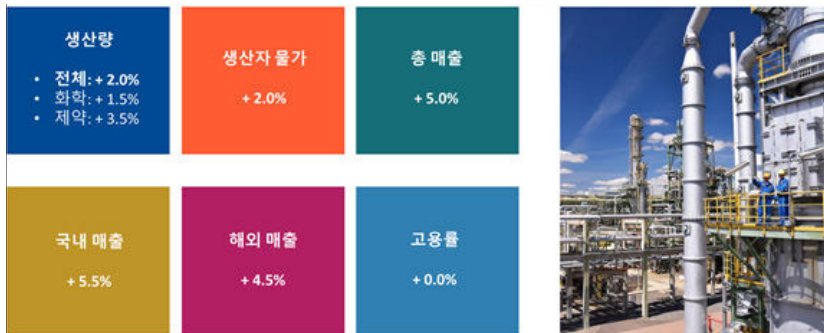 생산량
• 전체: + 2.0%
• 화학: + 1.5%
• 제약: + 3.5%
생산자 물가
+ 2.0%
총 매출
+ 5.0%
국내 매출
+ 5.5%
해외 매출
+ 4.5%
고용률
+ 0.0%